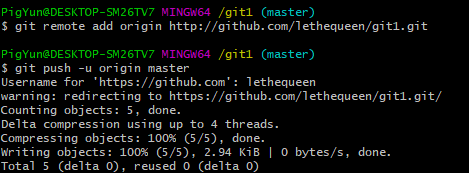 PigYun@DESKTOP-SM26TV7 MINGW64 /git1 (master)
$ git remote add origin http://github.com/lethequeen/git1.git
PigYun@DESKTOP-SM26TV7 MINGW64 /git1 (master)
$ git push -u origin master
Username for 'https://github.com': lethequeen
warning: redirecting to https://github.com/lethequeen/git1.git/
Counting objects: 5, done.
Delta compression using up to 4 threads.
Compressing objects: 100% (5/5), done.
Writing objects: 100% (5/5), 2.94 KiB | 0 bytes/s, done.
Total 5 (delta 0), reused 0 (delta 0)